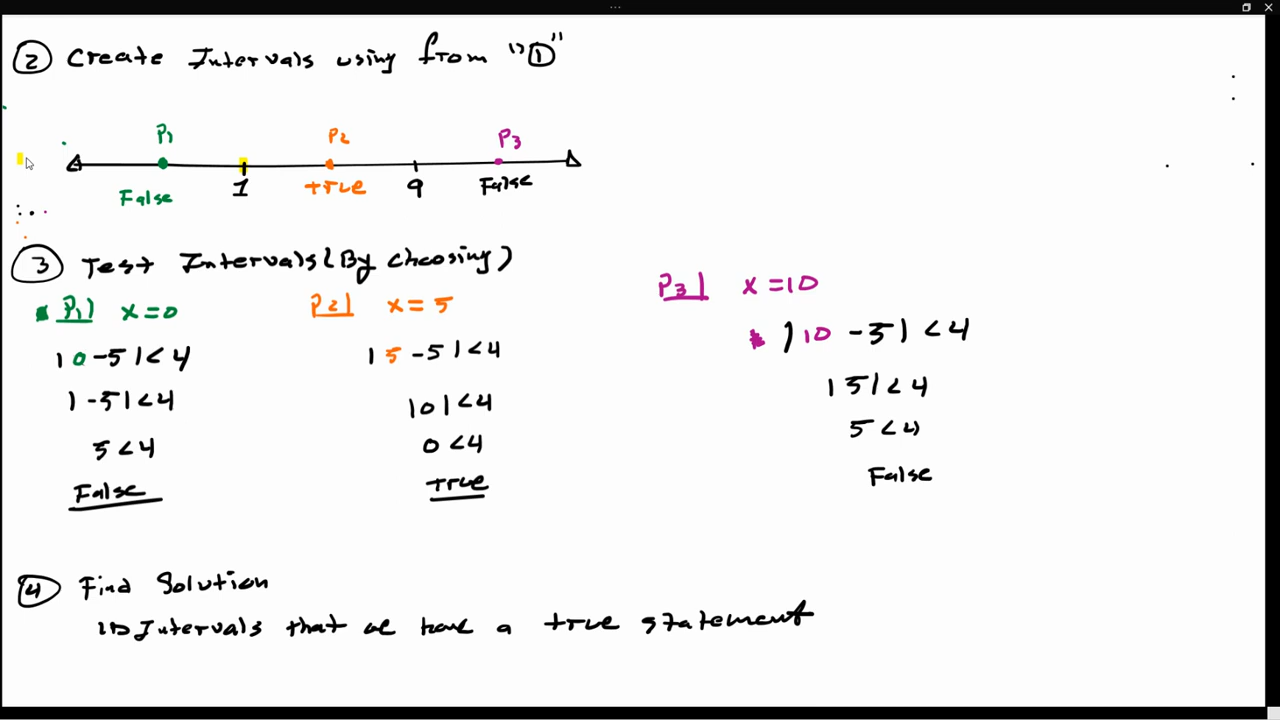 ② Create Intervals using from "①"
P1 P2 P3
1 9
False true False
③ Test Intervals (By choosing)
P1) x=0
|0-5|<4
|-5|<4
5<4
False
P2| x=5
|5-5|<4
|0|<4
0<4
true
P3| x=10
|10-5|<4
|5|<4
5<4
False
④ Find Solution
Intervals that we have a true statement